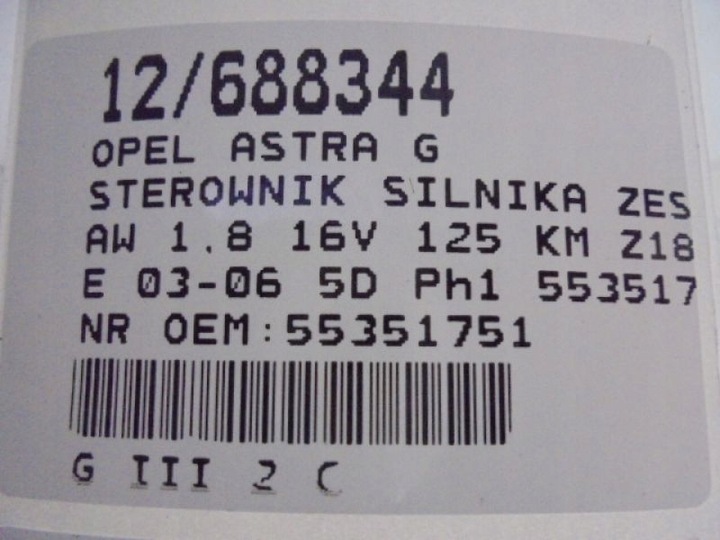 12/688344
OPEL ASTRA G
STEROWNIK SILNIKA ZES
AW 1.8 16V 125 KM Z18
E 03-06 5D Ph1 553517
NR OEM:55351751
G III 2 C